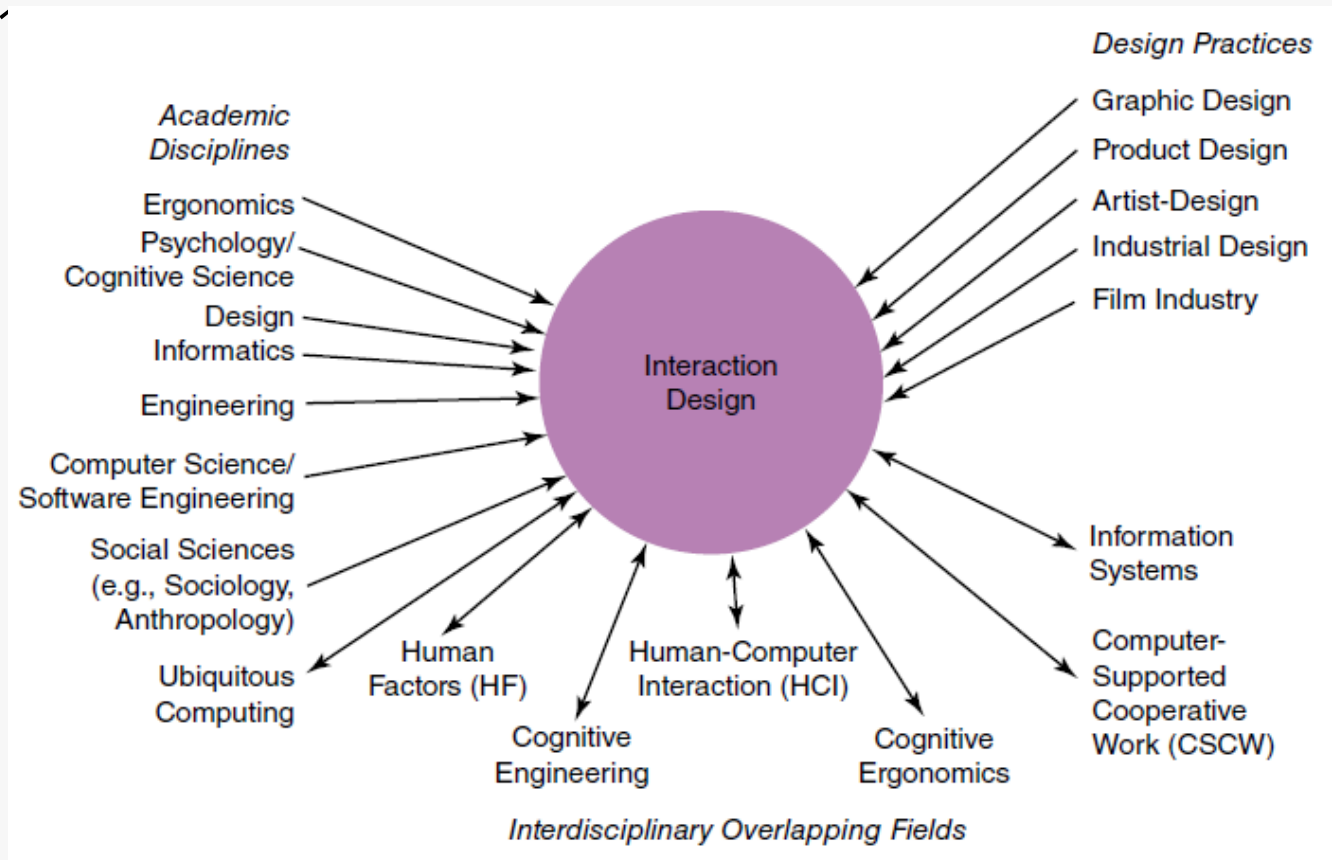 Academic
Disciplines
Ergonomics
Psychology/
Cognitive Science
Design
Informatics
Engineering
Computer Science/
Software Engineering
Social Sciences
(e.g., Sociology,
Anthropology)
Ubiquitous
Computing
Interaction
Design
Design Practices
Graphic Design
Product Design
Artist-Design
Industrial Design
Film Industry
Human
Factors (HF)
Cognitive
Engineering
Human-Computer
Interaction (HCI)
Cognitive
Ergonomics
Information
Systems
Computer-
Supported
Cooperative
Work (CSCW)
Interdisciplinary Overlapping Fields